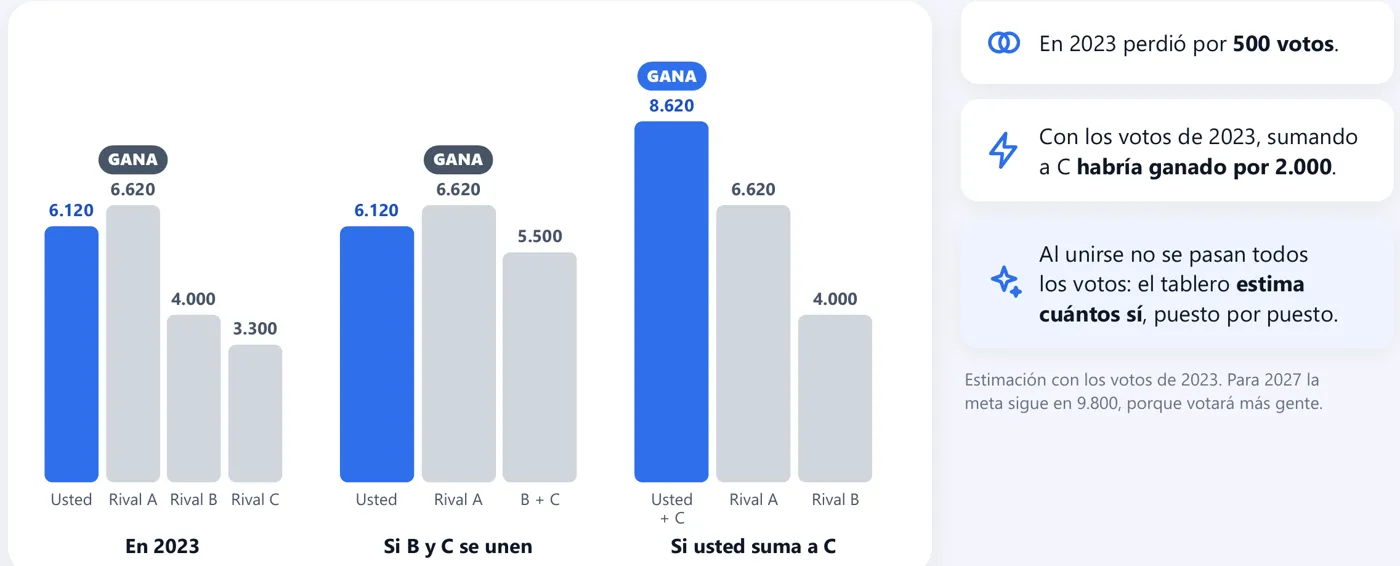 GANA
6.120
6.620
4.000
3.300
Usted
Rival A
Rival B
Rival C
En 2023
GANA
6.120
6.620
5.500
Usted
Rival A
B + C
Si B y C se unen
GANA
8.620
6.620
4.000
Usted
+ C
Rival A
Rival B
Si usted suma a C
En 2023 perdió por 500 votos.
Con los votos de 2023, sumando
a C habría ganado por 2.000.
Al unirse no se pasan todos
los votos: el tablero estima
cuántos sí, puesto por puesto.
Estimación con los votos de 2023. Para 2027 la
meta sigue en 9.800, porque votará más gente.